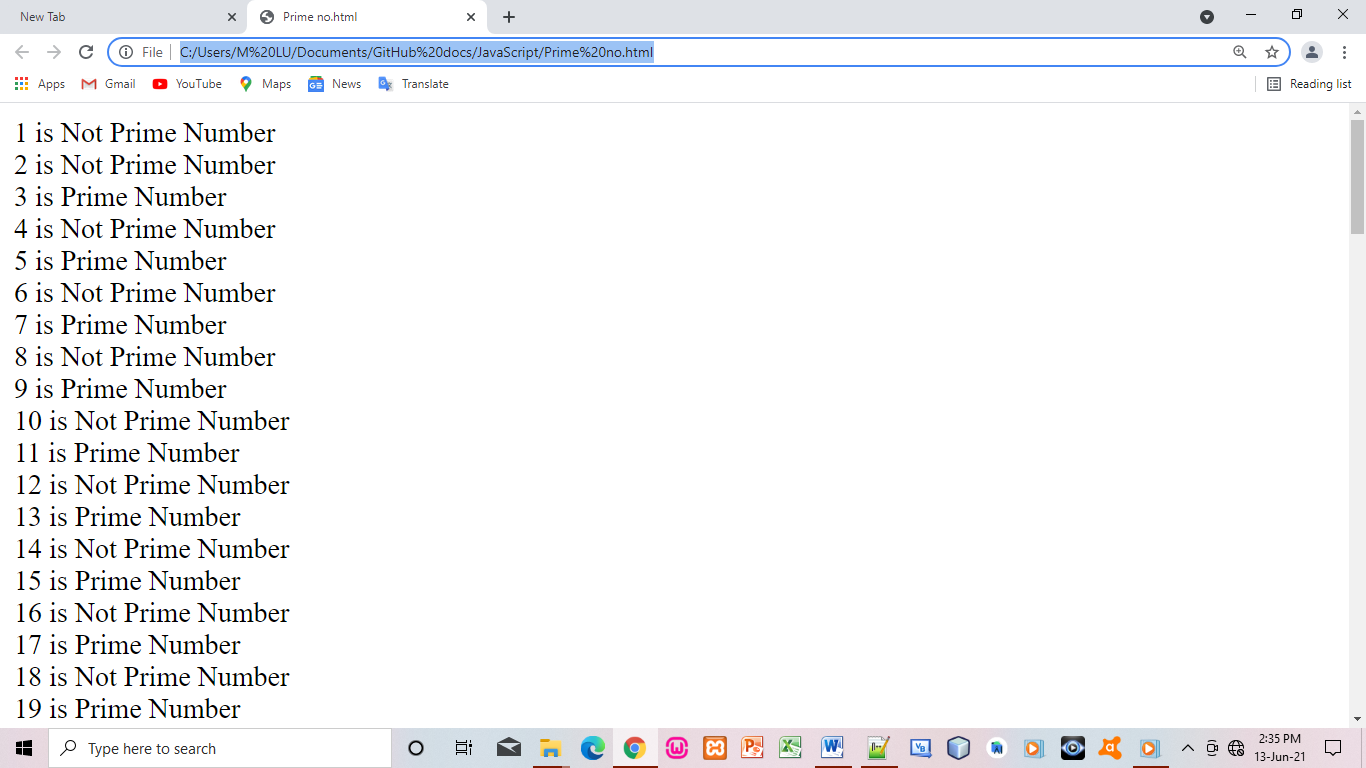 New Tab
Prime no.html
File
C:/Users/M%20LU/Documents/GitHub%20docs/JavaScript/Prime%20no.html
Apps
Gmail
YouTube
Maps
News
Translate
Reading list
1 is Not Prime Number
2 is Not Prime Number
3 is Prime Number
4 is Not Prime Number
5 is Prime Number
6 is Not Prime Number
7 is Prime Number
8 is Not Prime Number
9 is Prime Number
10 is Not Prime Number
11 is Prime Number
12 is Not Prime Number
13 is Prime Number
14 is Not Prime Number
15 is Prime Number
16 is Not Prime Number
17 is Prime Number
18 is Not Prime Number
19 is Prime Number
Type here to search
2:35 PM
13-Jun-21